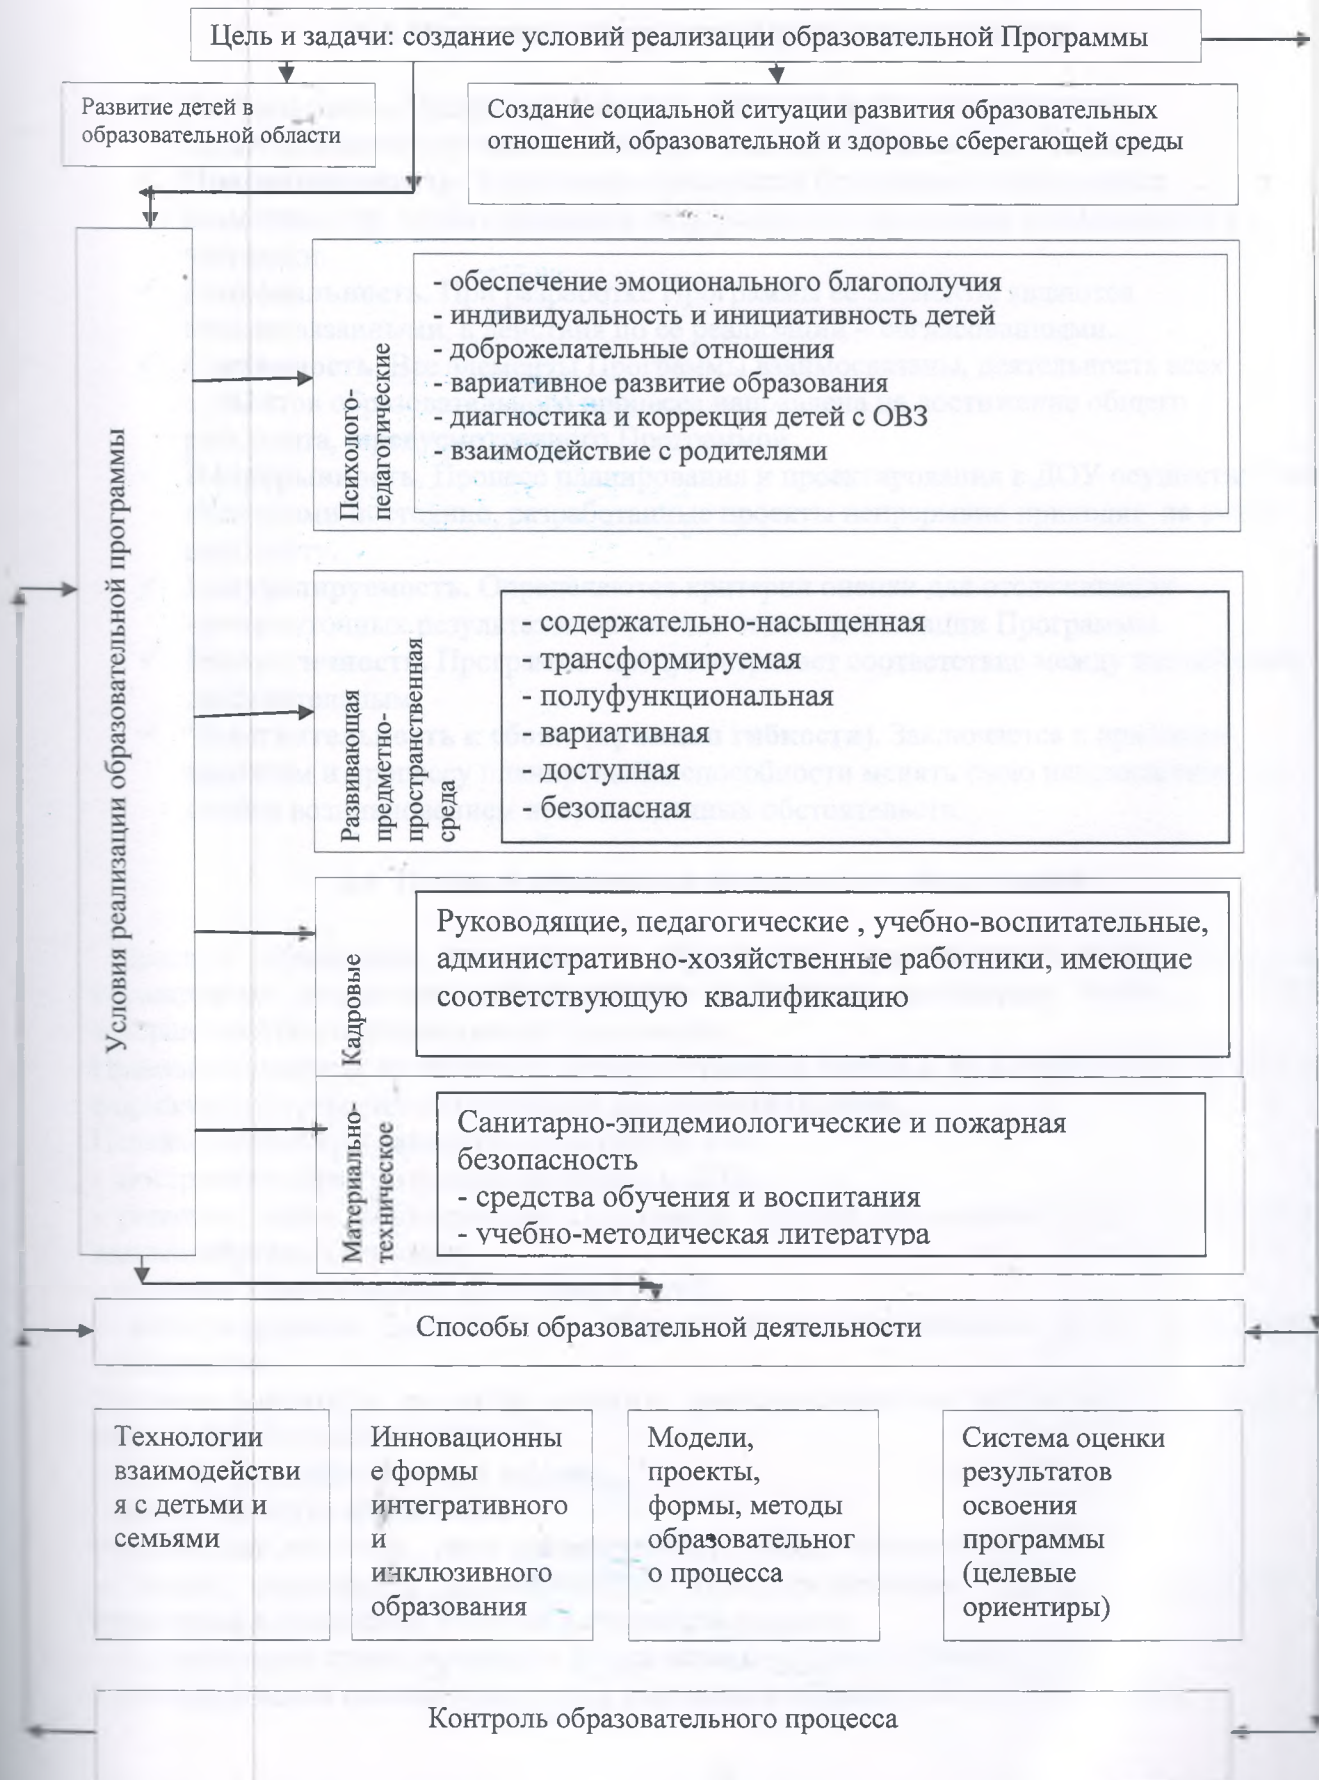 Цель и задачи: создание условий реализации образовательной Программы
Развитие детей в
образовательной области
Создание социальной ситуации развития образовательных
отношений, образовательной и здоровье сберегающей среды
Условия реализации образовательной программы
Психолого-
педагогические
- обеспечение эмоционального благополучия
- индивидуальность и инициативность детей
- доброжелательные отношения
- вариативное развитие образования
- диагностика и коррекция детей с ОВЗ
- взаимодействие с родителями
Развивающая
предметно-
пространственная
среда
- содержательно-насыщенная
- трансформируемая
- полуфункциональная
- вариативная
- доступная
- безопасная
Кадровые
Руководящие, педагогические , учебно-воспитательные,
административно-хозяйственные работники, имеющие
соответствующую квалификацию
Материально-
техническое
Санитарно-эпидемиологические и пожарная
безопасность
- средства обучения и воспитания
- учебно-методическая литература
Способы образовательной деятельности
Технологии
взаимодействи
я с детьми и
семьями
Инновационны
е формы
интегративного
и
инклюзивного
образования
Модели,
проекты,
формы, методы
образовательног
о процесса
Система оценки
результатов
освоения
программы
(целевые
ориентиры)
Контроль образовательного процесса